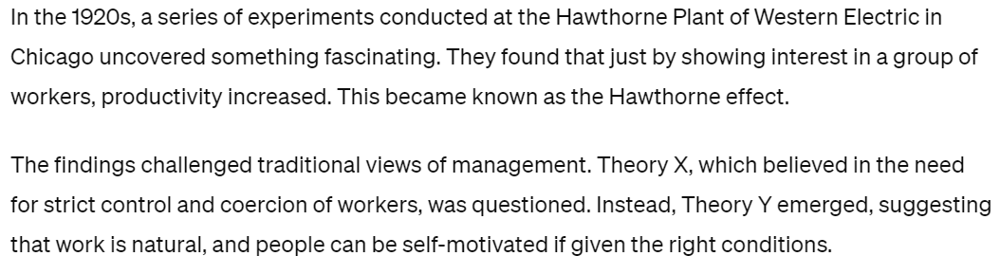 In the 1920s, a series of experiments conducted at the Hawthorne Plant of Western Electric in
Chicago uncovered something fascinating. They found that just by showing interest in a group of
workers, productivity increased. This became known as the Hawthorne effect.
The findings challenged traditional views of management. Theory X, which believed in the need
for strict control and coercion of workers, was questioned. Instead, Theory Y emerged, suggesting
that work is natural, and people can be self-motivated if given the right conditions.